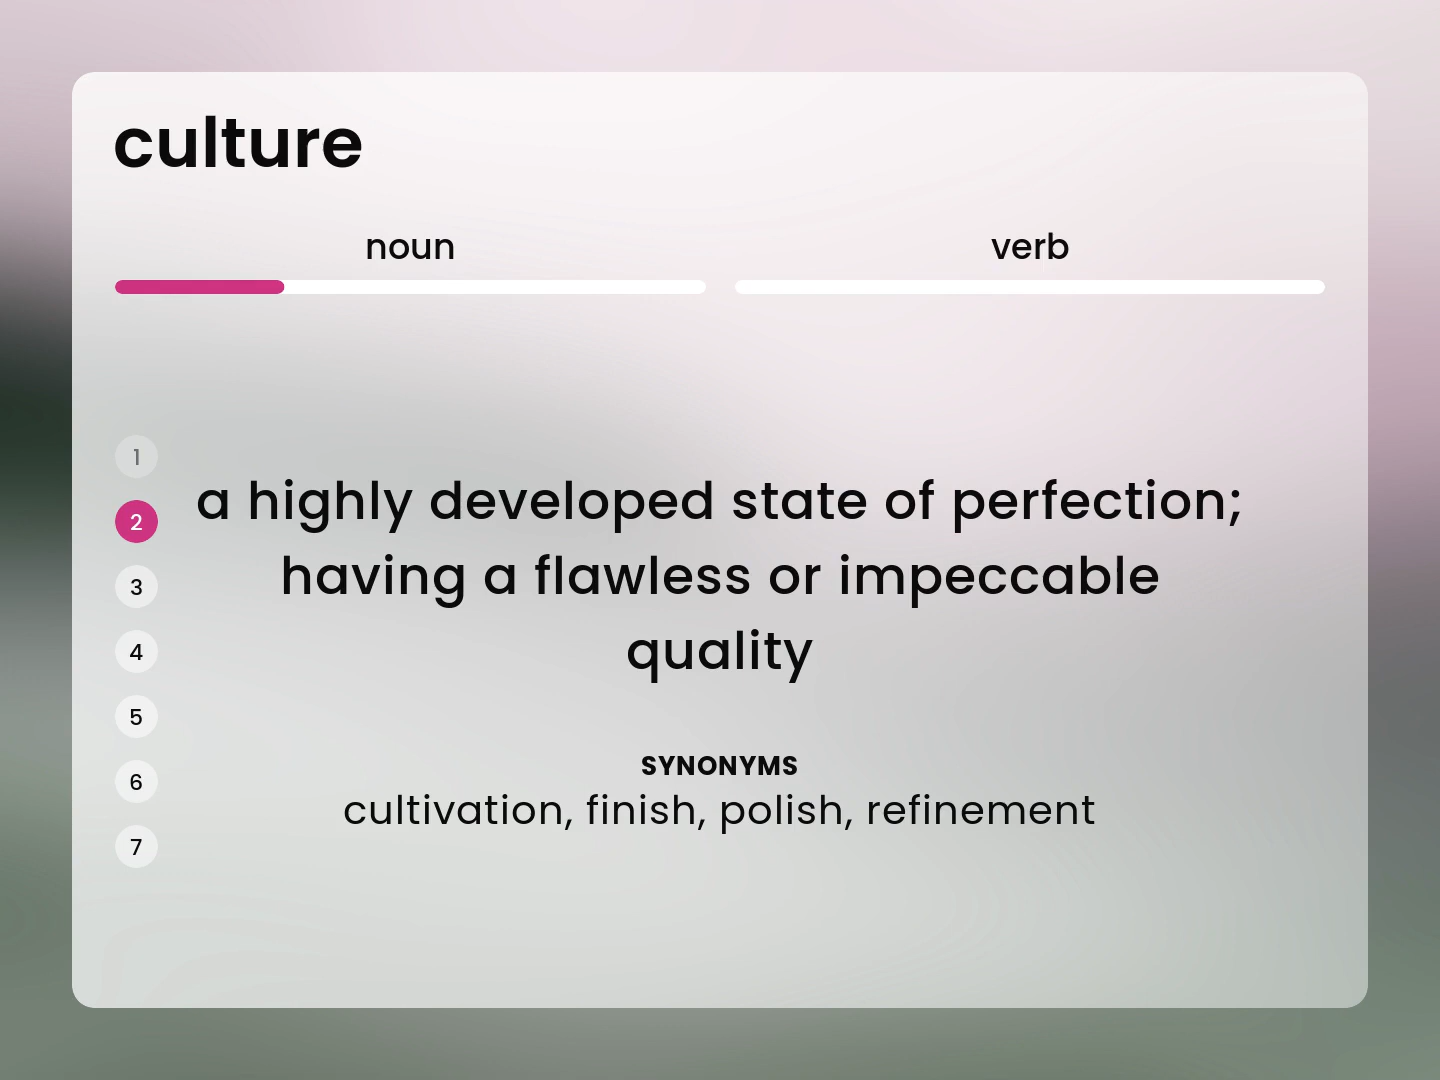 culture
noun
verb
1
2
3
4
5
6
7
a highly developed state of perfection;
having a flawless or impeccable
quality
SYNONYMS
cultivation, finish, polish, refinement